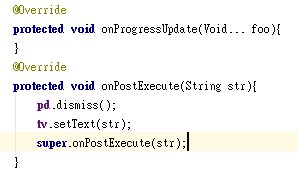 @Override
protected void onProgressUpdate(Void... foo){
}
@Override
protected void onPostExecute(String str){
pd.dismiss();
tv.setText(str);
super.onPostExecute(str);
}